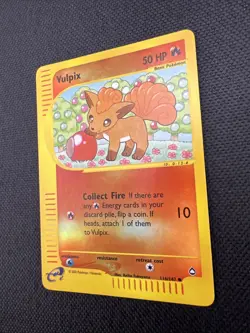 Vulpix
50 HP
Basic Pokémon
Collect Fire If there are
any Energy cards in your
discard pile, flip a coin. If
heads, attach 1 of them
to Vulpix.
10
resistance
retreat cost